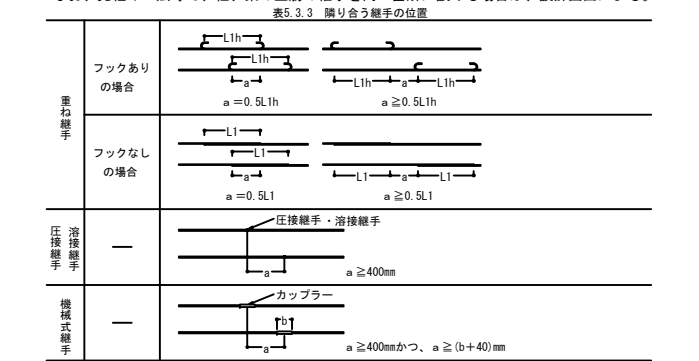 表5.3.3 隣り合う継手の位置
重ね継手
フックあり
の場合
L1h
L1h
a
a＝0.5L1h
L1h
a
L1h
a≧0.5L1h
フックなし
の場合
L1
L1
a
a＝0.5L1
L1
a
L1
a≧0.5L1
圧接継手
溶接継手
―
圧接継手・溶接継手
a
a≧400mm
機械式継手
―
カップラー
b
a
a≧400mmかつ、a≧(b＋40)mm